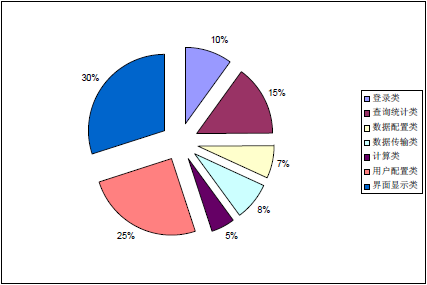 10%
15%
7%
8%
5%
25%
30%
登录类
查询统计类
数据配置类
数据传输类
计算类
用户配置类
界面显示类